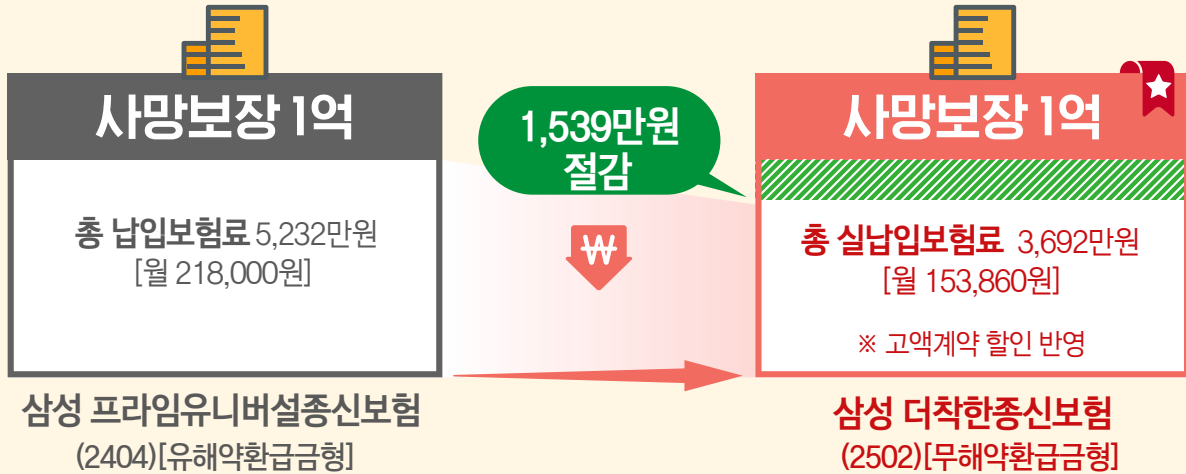 사망보장 1억
총 납입보험료 5,232만원
[월 218,000원]
삼성 프라임유니버설종신보험
(2404)[유해약환급금형]
1,539만원
절감
₩
사망보장 1억
총 실납입보험료 3,692만원
[월 153,860원]
※ 고액계약 할인 반영
삼성 더착한종신보험
(2502)[무해약환급금형]